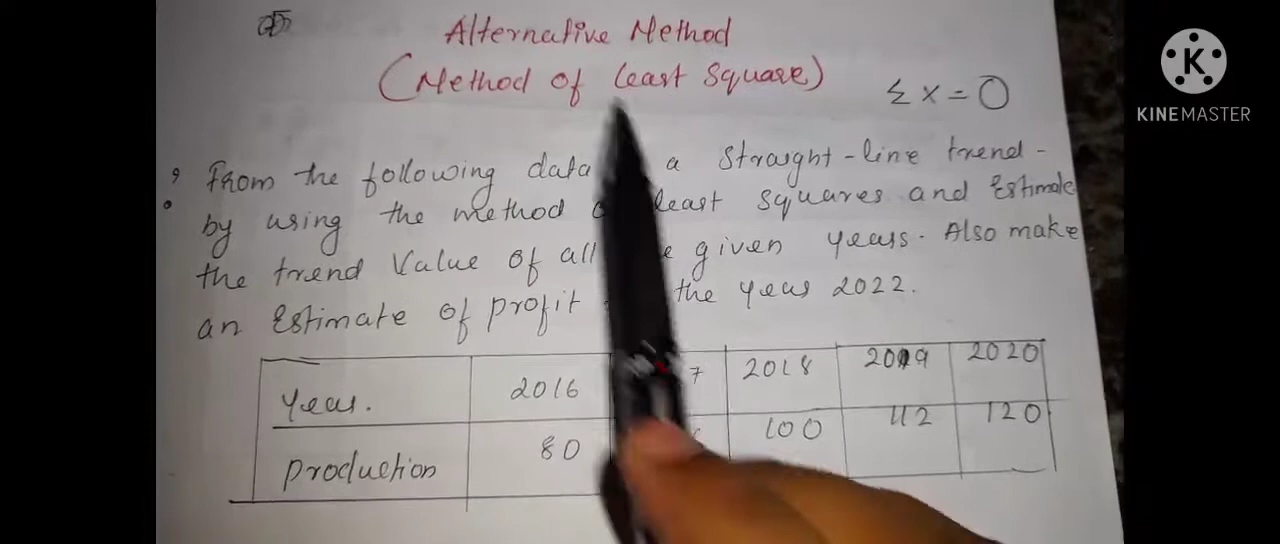 Alternative Method
(Method of least Square)
Σ X = 0
K
KINEMASTER
From the following data a Straight-line trend-
by using the method least squares and Estimate
the trend Value of all given years. Also make
an Estimate of profit the year 2022.
Year. 2016 7 2018 2019 2020
production 80 100 112 120